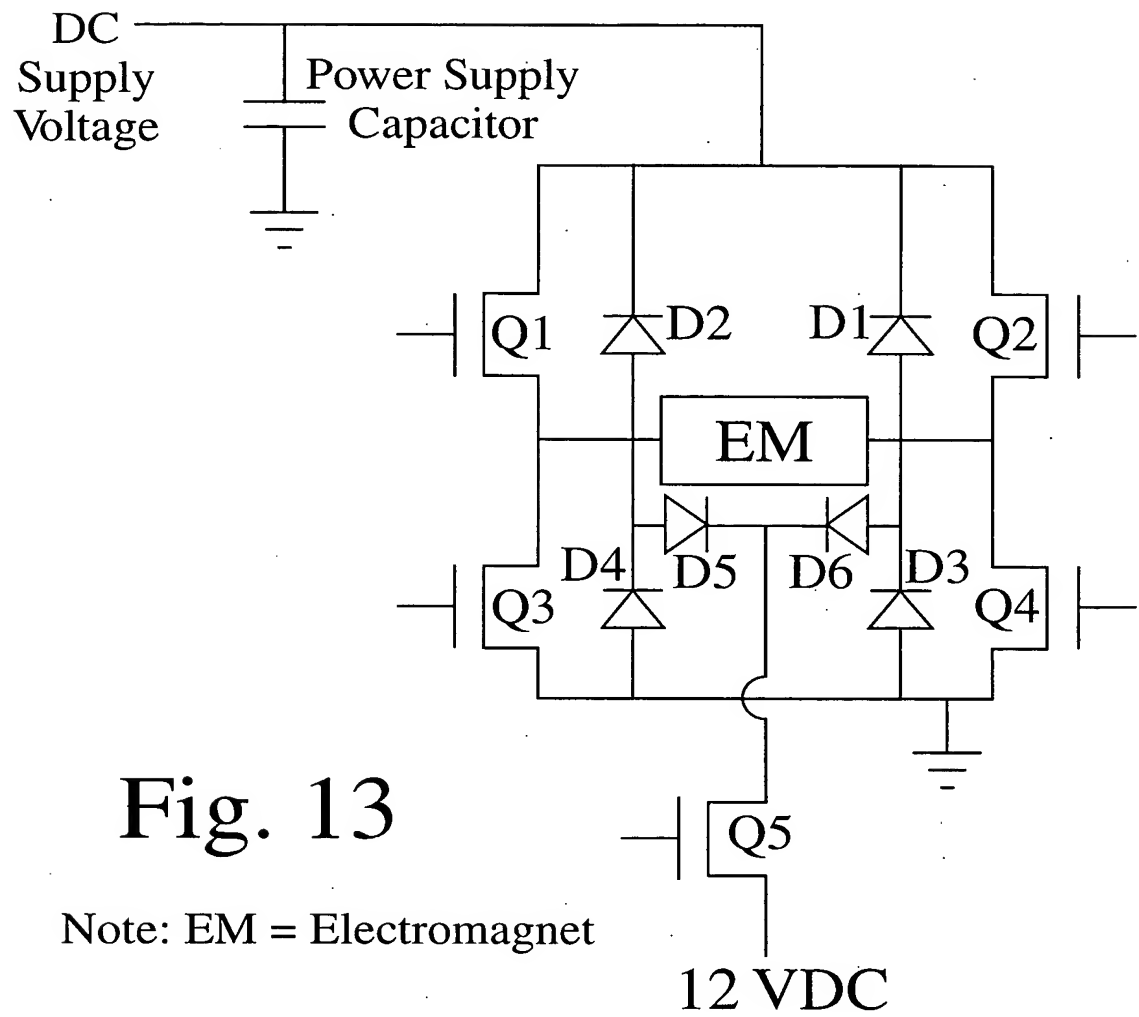 DC
Supply
Voltage
Power Supply
Capacitor
Q1
D2
D1
Q2
EM
D4
D5
D6
D3
Q3
Q4
Q5
Fig. 13
Note: EM = Electromagnet
12 VDC